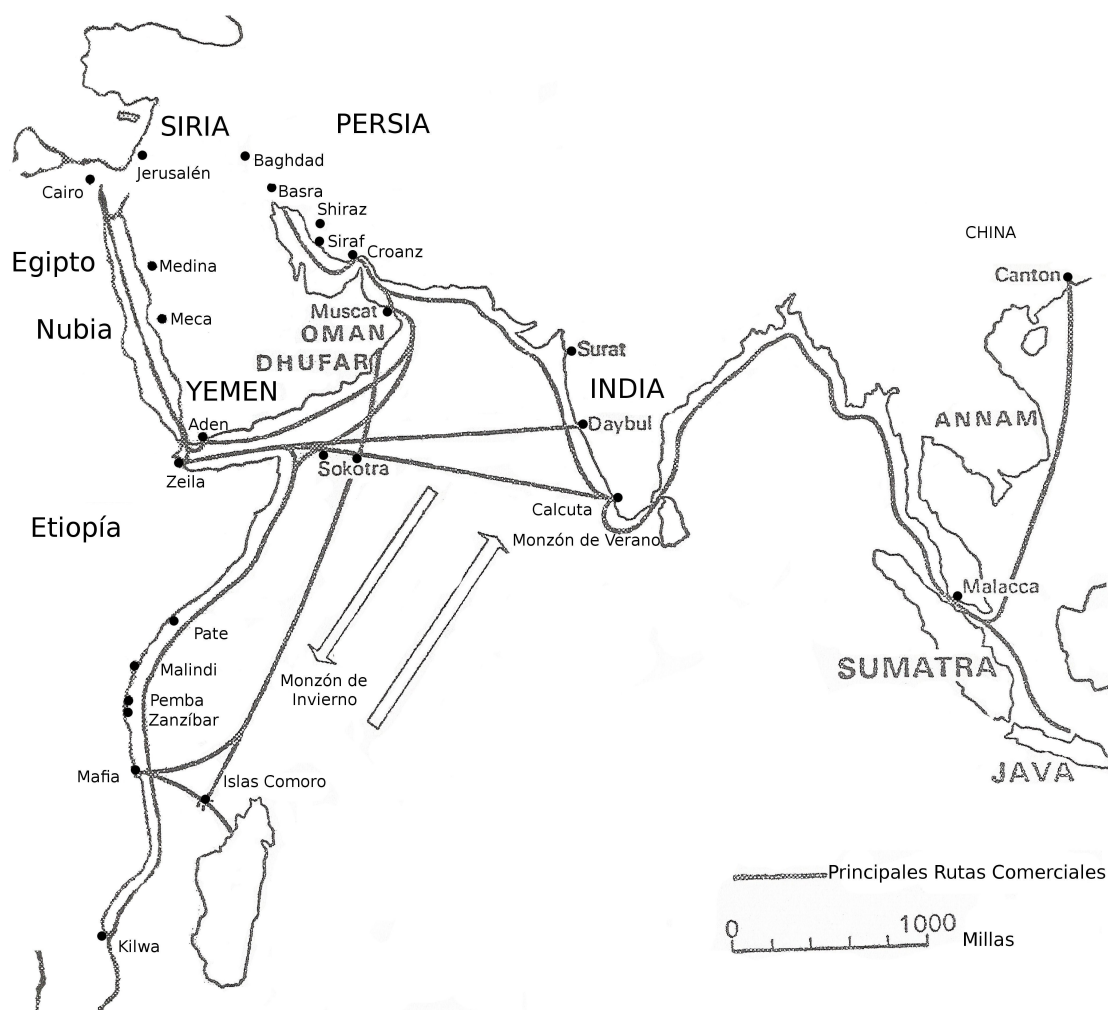 SIRIA
PERSIA
Baghdad
Jerusalén
Cairo
Basra
Shiraz
Siraf
Croanz
CHINA
Canton
Egipto
Medina
Meca
Nubia
Muscat
OMAN
DHUFAR
Surat
YEMEN
INDIA
Aden
Daybul
ANNAM
Zeila
Sokotra
Calcuta
Etiopía
Monzón de Verano
Malacca
Pate
Malindi
SUMATRA
Monzón de
Invierno
Pemba
Zanzíbar
Mafia
Islas Comoro
JAVA
Principales Rutas Comerciales
0
1000
Millas
Kilwa